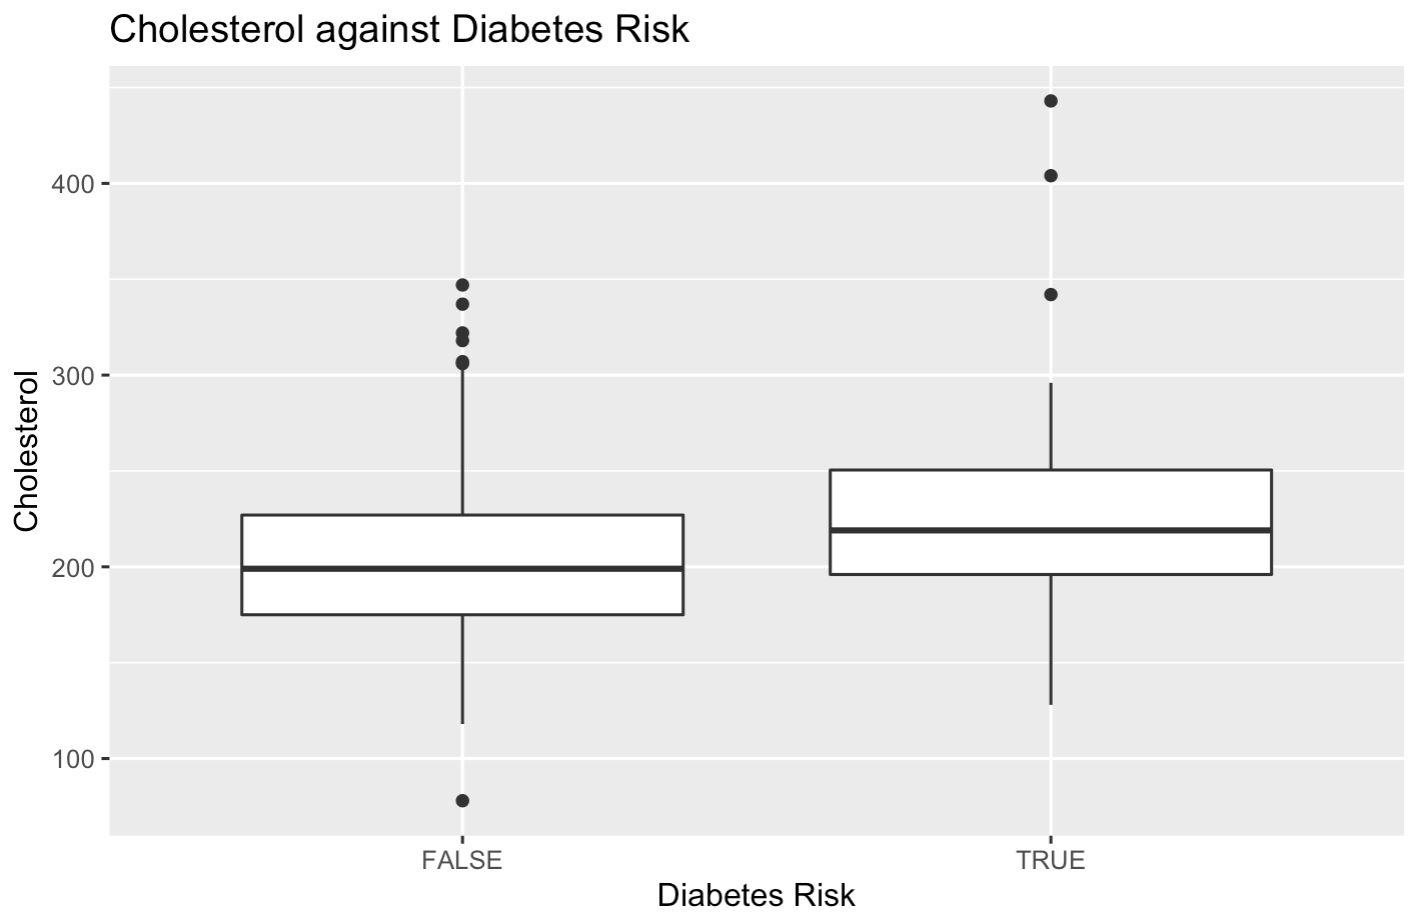 Cholesterol against Diabetes Risk
Cholesterol
400
300
200
100
FALSE
TRUE
Diabetes Risk